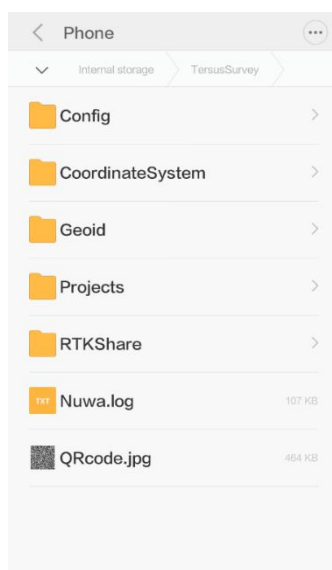 Phone
Internal storage TersusSurvey
Config
CoordinateSystem
Geoid
Projects
RTKShare
TXT Nuwa.log 107 KB
QRcode.jpg 464 KB